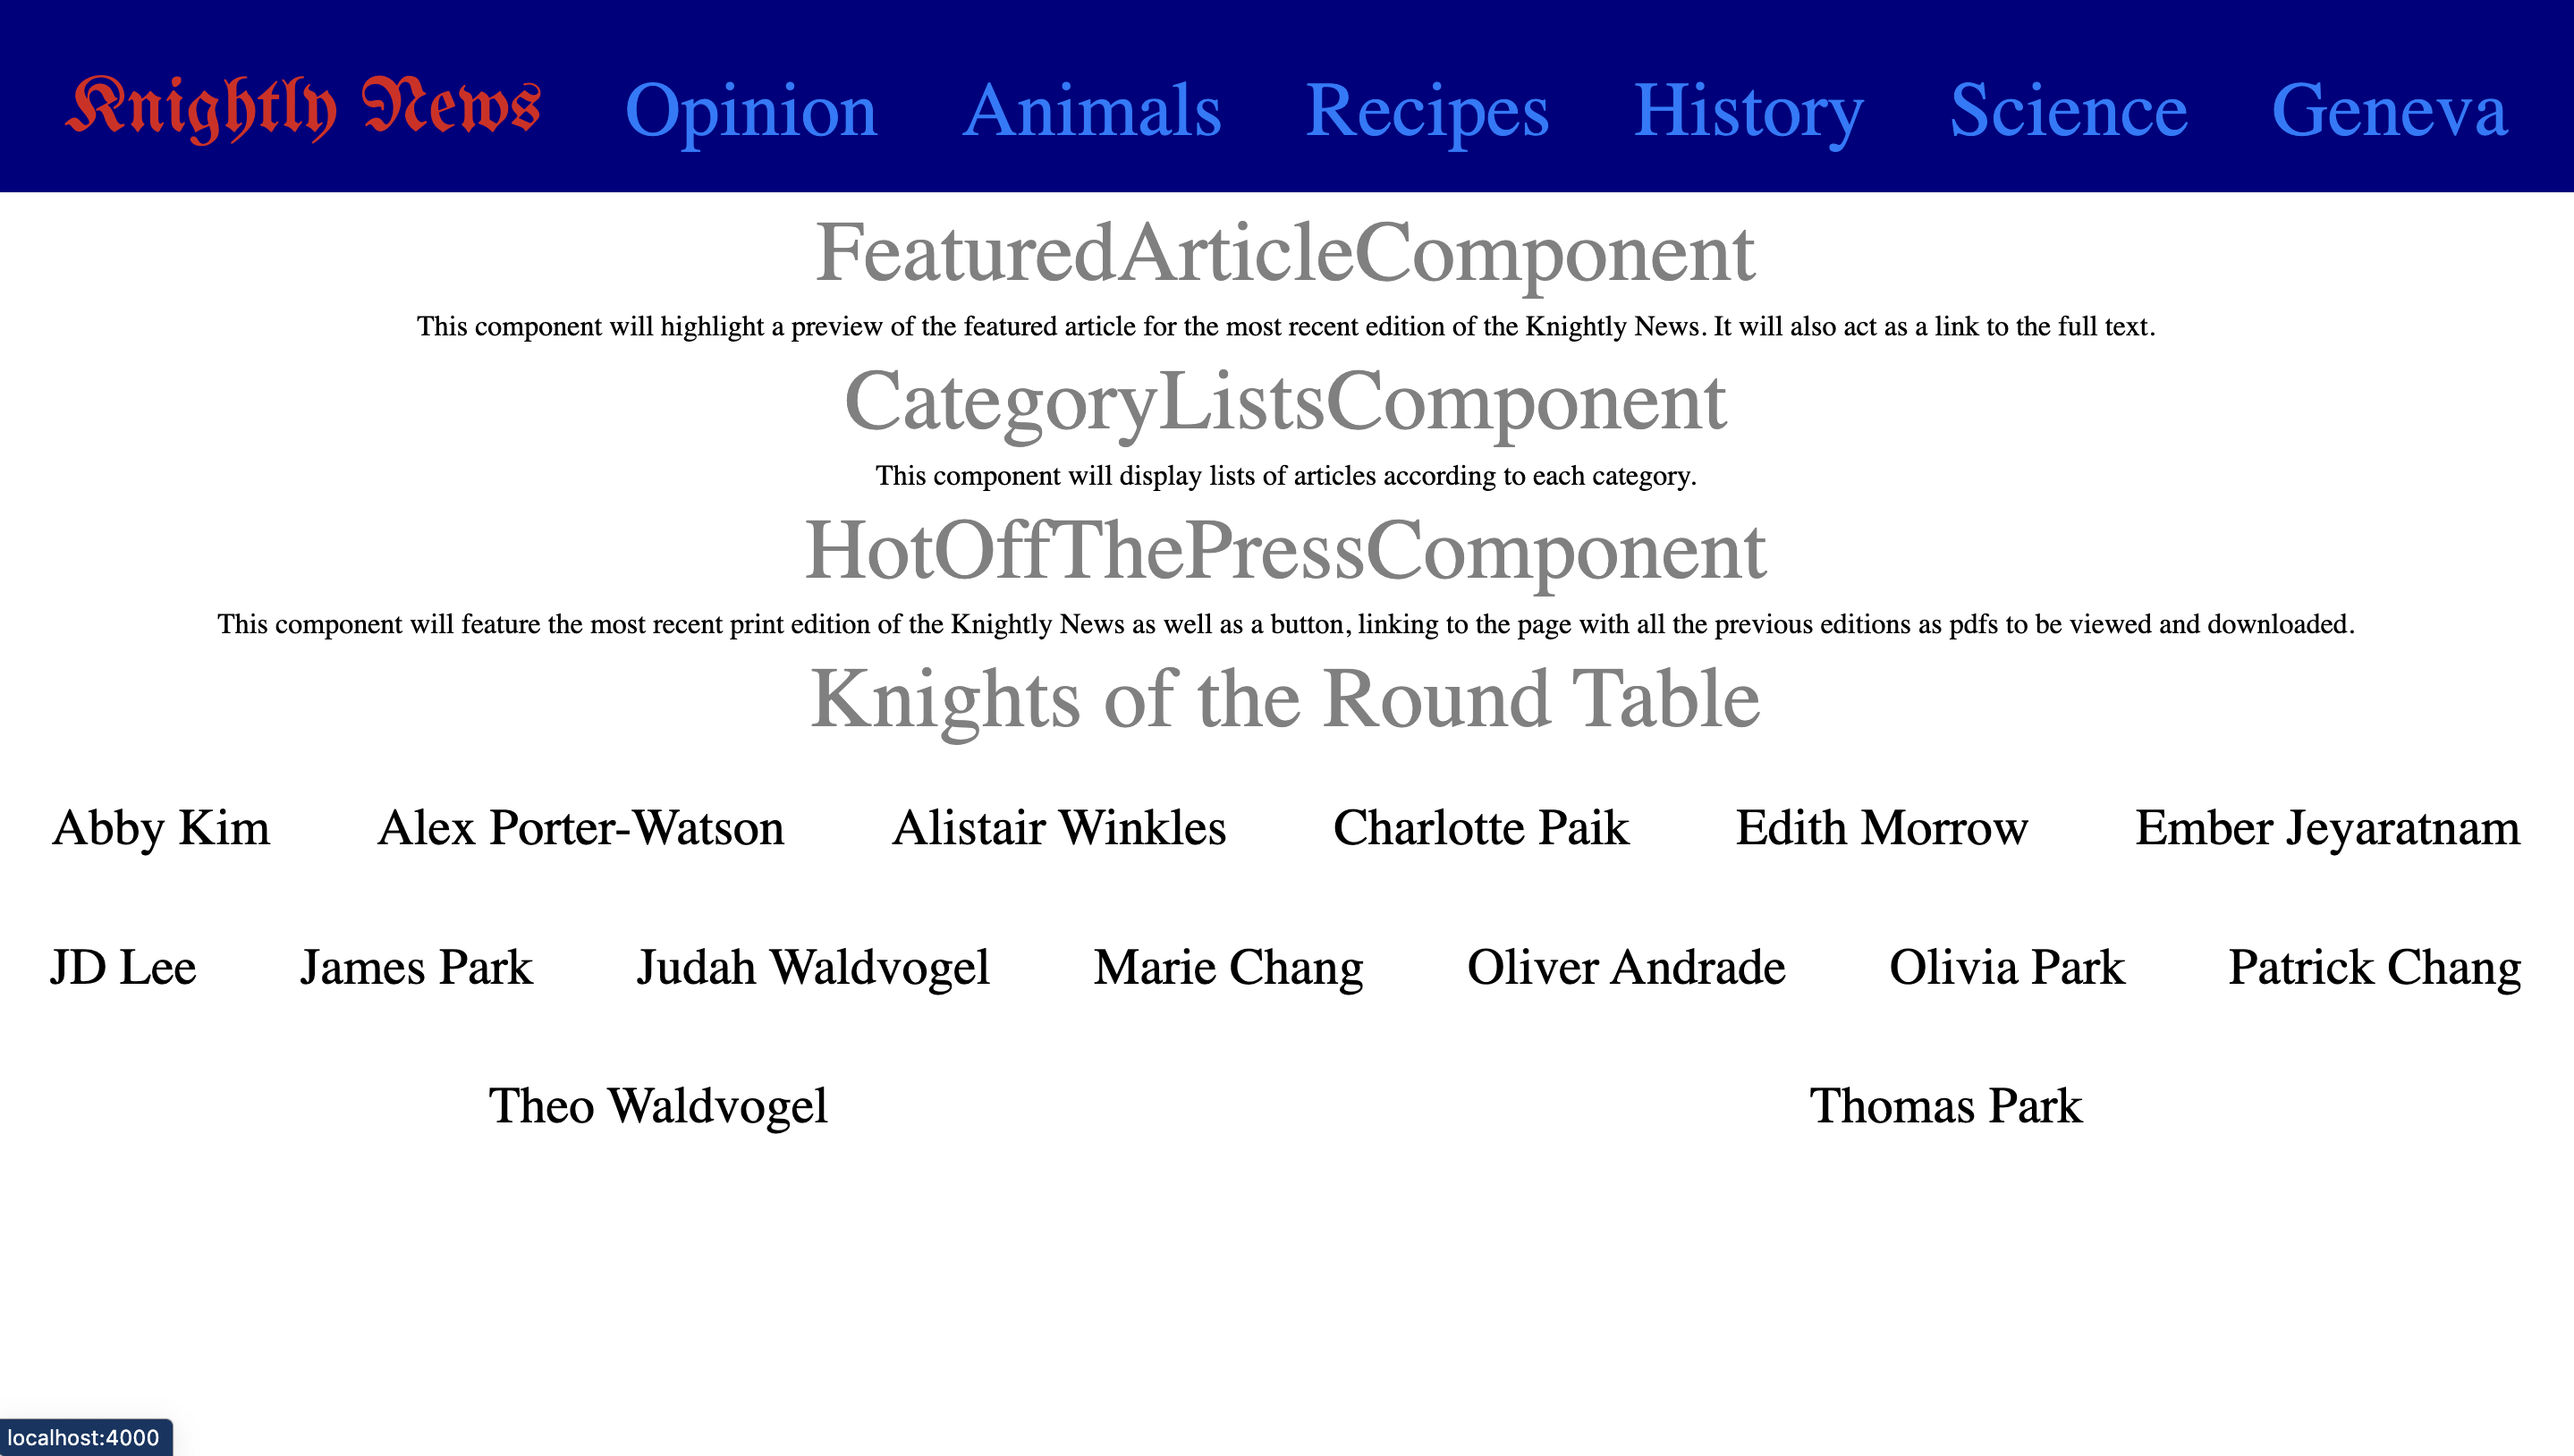 Knightly News Opinion Animals Recipes History Science Geneva
FeaturedArticleComponent
This component will highlight a preview of the featured article for the most recent edition of the Knightly News. It will also act as a link to the full text.
CategoryListsComponent
This component will display lists of articles according to each category.
HotOffThePressComponent
This component will feature the most recent print edition of the Knightly News as well as a button, linking to the page with all the previous editions as pdfs to be viewed and downloaded.
Knights of the Round Table
Abby Kim Alex Porter-Watson Alistair Winkles Charlotte Paik Edith Morrow Ember Jeyaratnam
JD Lee James Park Judah Waldvogel Marie Chang Oliver Andrade Olivia Park Patrick Chang
Theo Waldvogel Thomas Park
localhost:4000